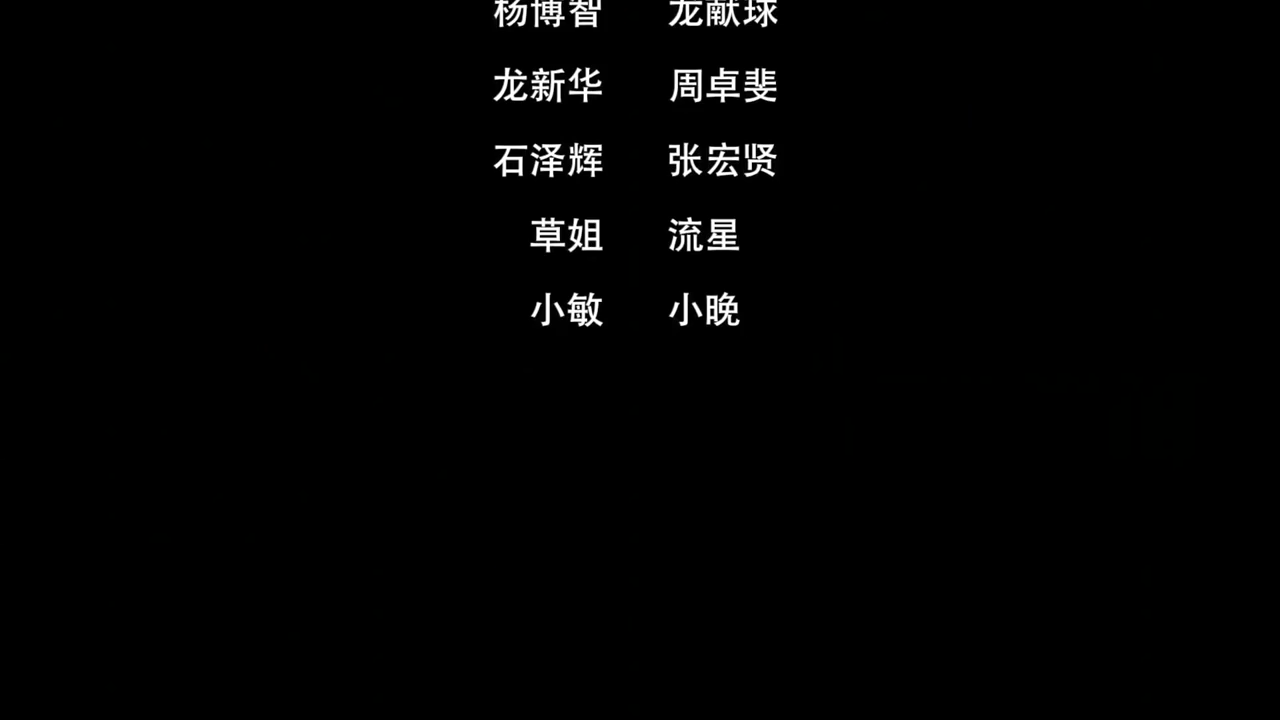 杨博智 龙献球
龙新华 周卓斐
石泽辉 张宏贤
草姐 流星
小敏 小晚